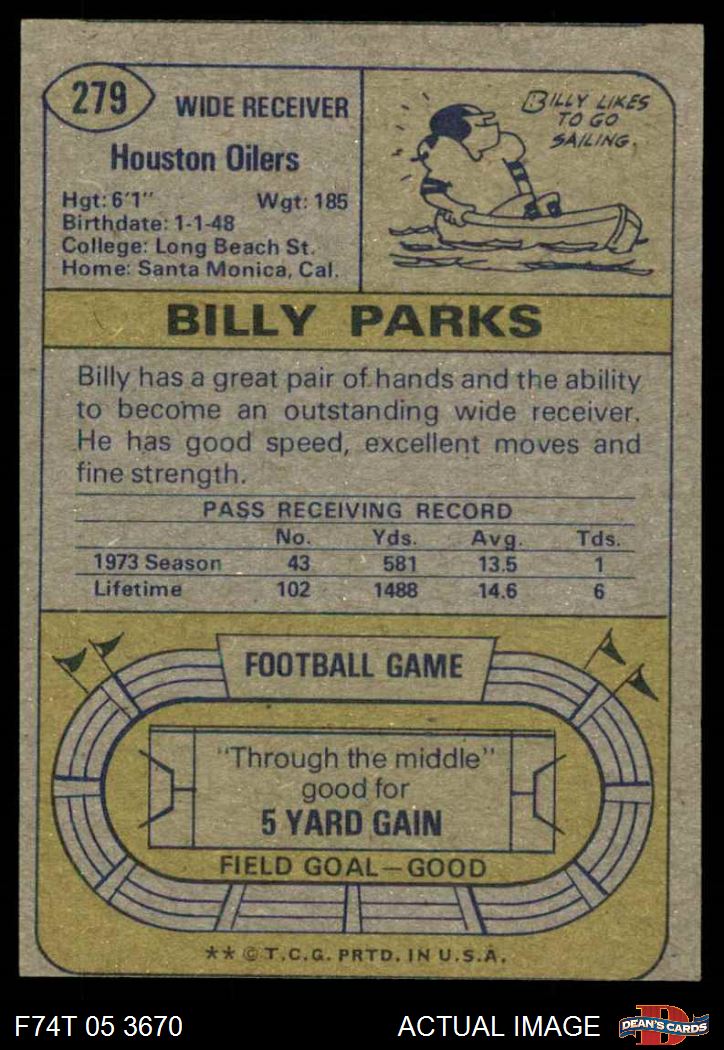 279
WIDE RECEIVER
Houston Oilers
Hgt: 6'1" Wgt: 185
Birthdate: 1-1-48
College: Long Beach St.
Home: Santa Monica, Cal.
BILLY LIKES
TO GO
SAILING.
BILLY PARKS
Billy has a great pair of hands and the ability
to become an outstanding wide receiver.
He has good speed, excellent moves and
fine strength.
PASS RECEIVING RECORD
No. Yds. Avg. Tds.
1973 Season 43 581 13.5 1
Lifetime 102 1488 14.6 6
FOOTBALL GAME
"Through the middle"
good for
5 YARD GAIN
FIELD GOAL—GOOD
** © T.C.G. PRTD. IN U.S.A.
F74T 05 3670 ACTUAL IMAGE
D
DEAN'S CARDS